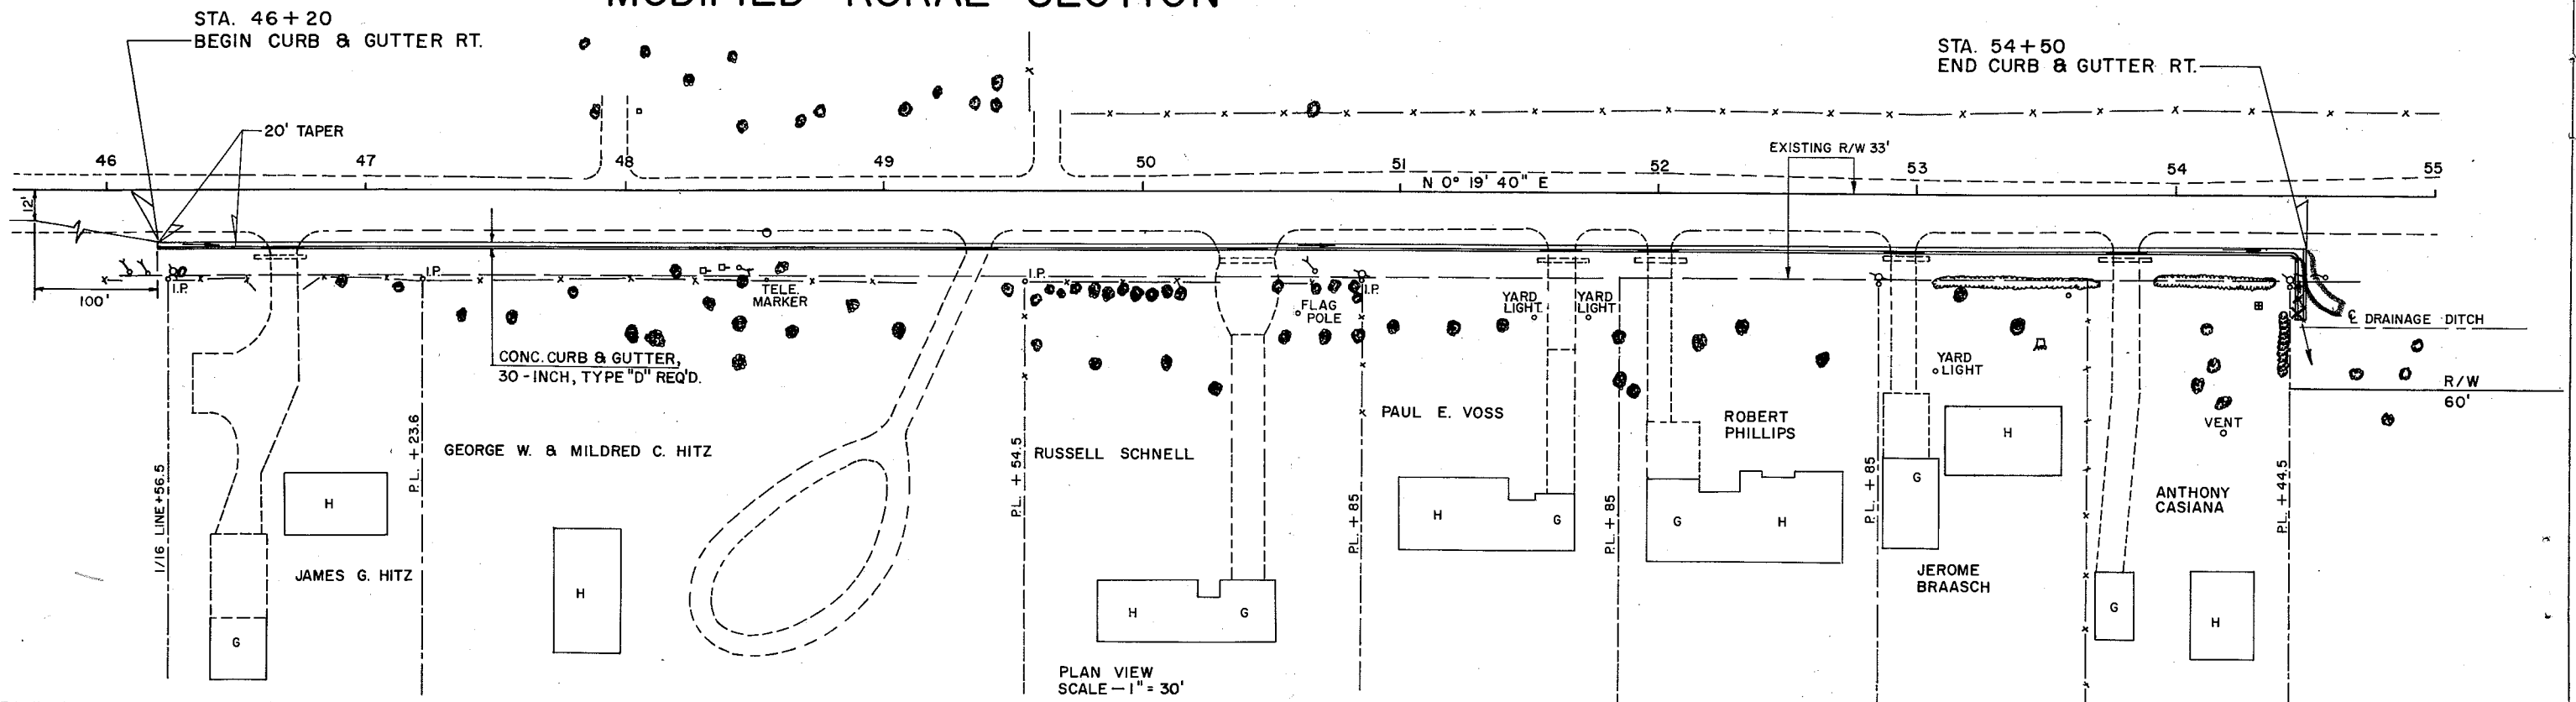 MODIFIED RURAL SECTION
STA. 46+20
BEGIN CURB & GUTTER RT.
STA. 54+50
END CURB & GUTTER RT.
20' TAPER
46
47
48
49
50
51
52
53
54
55
EXISTING R/W 33'
N 0° 19' 40" E
12'
100'
I.P.
I.P.
I.P.
I.P.
TELE.
MARKER
FLAG
POLE
YARD
LIGHT
YARD
LIGHT
YARD
LIGHT
℄ DRAINAGE DITCH
CONC. CURB & GUTTER,
30-INCH, TYPE "D" REQ'D.
R/W
60'
VENT
1/16 LINE +56.5
P.L. + 23.6
P.L. + 54.5
P.L. + 85
P.L. + 85
P.L. + 85
P.L. + 44.5
GEORGE W. & MILDRED C. HITZ
RUSSELL SCHNELL
PAUL E. VOSS
ROBERT
PHILLIPS
ANTHONY
CASIANA
JAMES G. HITZ
JEROME
BRAASCH
H
G
H
H
G
H
G
G
H
G
H
G
H
PLAN VIEW
SCALE — 1" = 30'